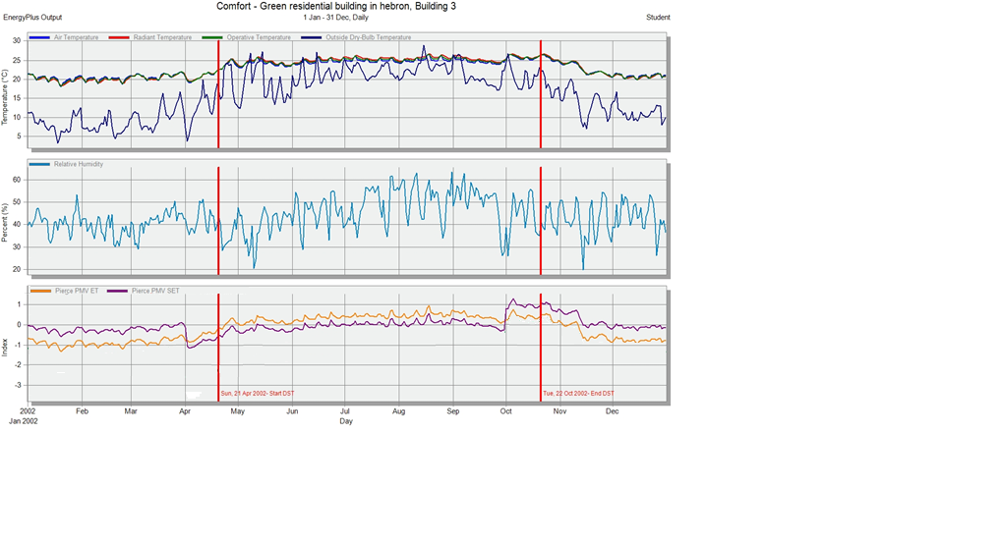 Comfort - Green residential building in hebron, Building 3
EnergyPlus Output 1 Jan - 31 Dec, Daily Student
Air Temperature Radiant Temperature Operative Temperature Outside Dry-Bulb Temperature
Temperature (°C)
30
25
20
15
10
5
Relative Humidity
Percent (%)
60
50
40
30
20
Pierce PMV ET Pierce PMV SET
Index
1
0
-1
-2
-3
Sun, 21 Apr 2002- Start DST Tue, 22 Oct 2002- End DST
2002 Feb Mar Apr May Jun Jul Aug Sep Oct Nov Dec
Jan 2002 Day